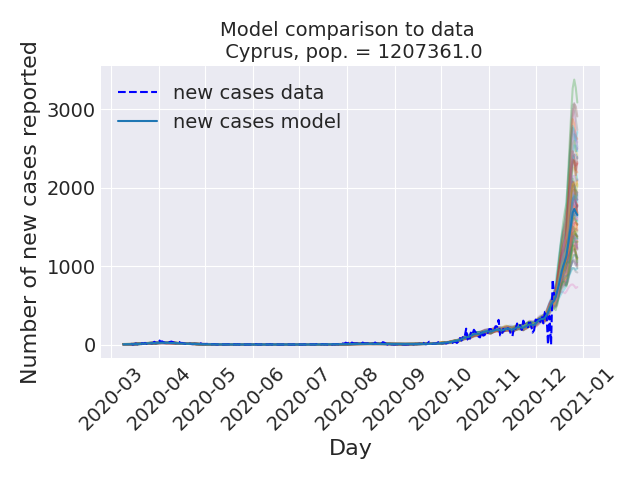 Model comparison to data
Cyprus, pop. = 1207361.0
Number of new cases reported
new cases data
new cases model
3000
2000
1000
0
2020-03
2020-04
2020-05
2020-06
2020-07
2020-08
2020-09
2020-10
2020-11
2020-12
2021-01
Day